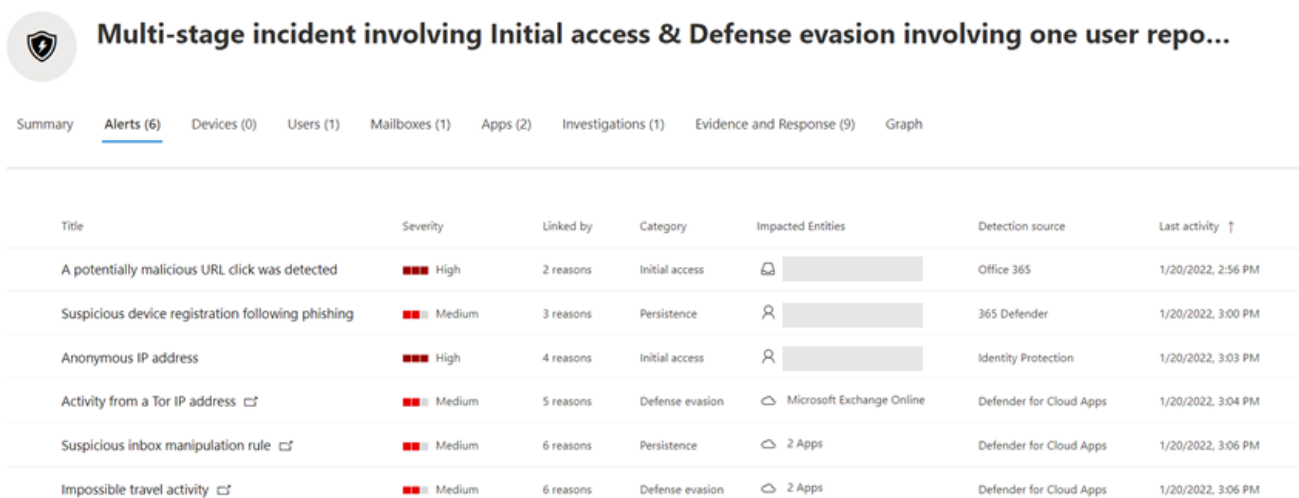 Multi-stage incident involving Initial access & Defense evasion involving one user repo...
Summary Alerts (6) Devices (0) Users (1) Mailboxes (1) Apps (2) Investigations (1) Evidence and Response (9) Graph
Title Severity Linked by Category Impacted Entities Detection source Last activity ↑
A potentially malicious URL click was detected High 2 reasons Initial access Office 365 1/20/2022, 2:56 PM
Suspicious device registration following phishing Medium 3 reasons Persistence 365 Defender 1/20/2022, 3:00 PM
Anonymous IP address High 4 reasons Initial access Identity Protection 1/20/2022, 3:03 PM
Activity from a Tor IP address Medium 5 reasons Defense evasion Microsoft Exchange Online Defender for Cloud Apps 1/20/2022, 3:04 PM
Suspicious inbox manipulation rule Medium 6 reasons Persistence 2 Apps Defender for Cloud Apps 1/20/2022, 3:06 PM
Impossible travel activity Medium 6 reasons Defense evasion 2 Apps Defender for Cloud Apps 1/20/2022, 3:06 PM